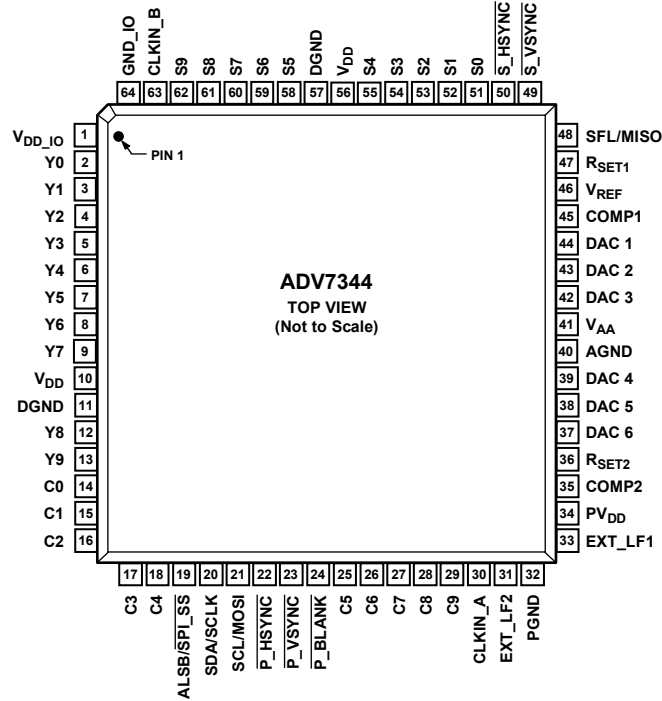 GND_IO
CLKIN_B
S9
S8
S7
S6
S5
DGND
VDD
S4
S3
S2
S1
S0
S_HSYNC
S_VSYNC
64 63 62 61 60 59 58 57 56 55 54 53 52 51 50 49
VDD_IO 1
Y0 2
Y1 3
Y2 4
Y3 5
Y4 6
Y5 7
Y6 8
Y7 9
VDD 10
DGND 11
Y8 12
Y9 13
C0 14
C1 15
C2 16
PIN 1
ADV7344
TOP VIEW
(Not to Scale)
48 SFL/MISO
47 RSET1
46 VREF
45 COMP1
44 DAC 1
43 DAC 2
42 DAC 3
41 VAA
40 AGND
39 DAC 4
38 DAC 5
37 DAC 6
36 RSET2
35 COMP2
34 PVDD
33 EXT_LF1
17 18 19 20 21 22 23 24 25 26 27 28 29 30 31 32
C3
C4
ALSB/SPI_SS
SDA/SCLK
SCL/MOSI
P_HSYNC
P_VSYNC
P_BLANK
C5
C6
C7
C8
C9
CLKIN_A
EXT_LF2
PGND